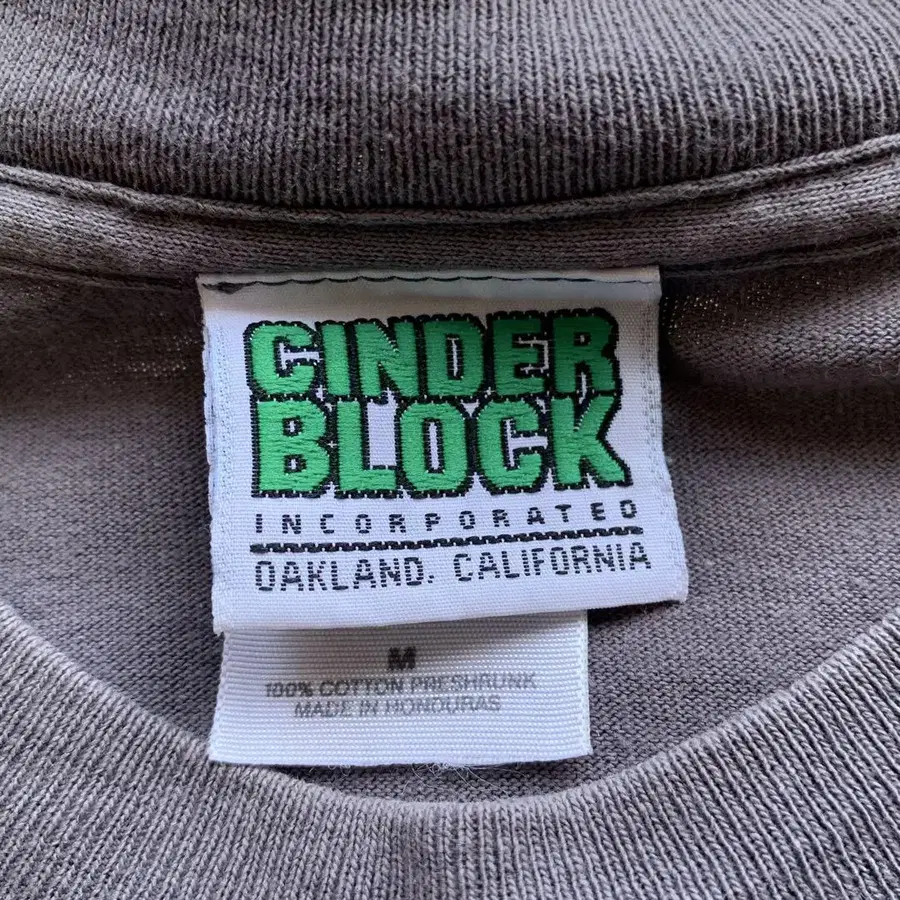 CINDER
BLOCK
INCORPORATED
OAKLAND, CALIFORNIA
M
100% COTTON PRESHRUNK
MADE IN HONDURAS